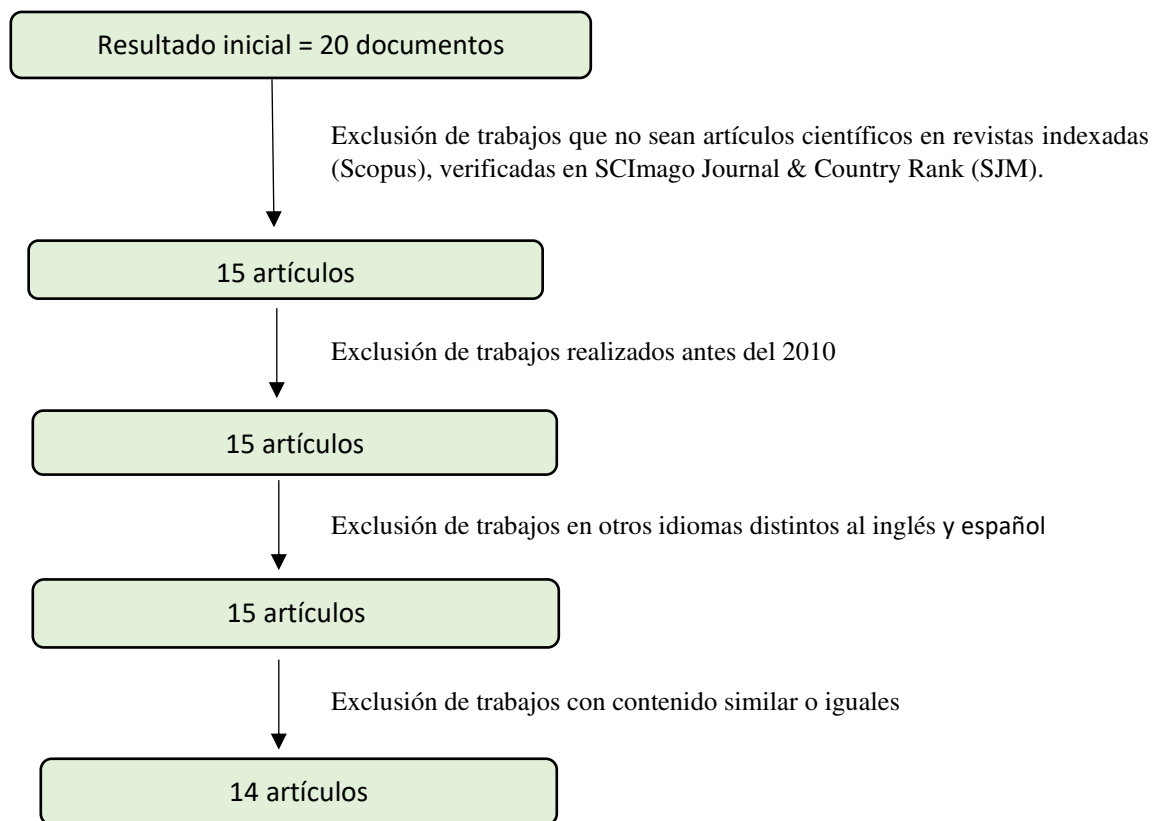 Resultado inicial = 20 documentos
Exclusión de trabajos que no sean artículos científicos en revistas indexadas
(Scopus), verificadas en SCImago Journal & Country Rank (SJM).
15 artículos
Exclusión de trabajos realizados antes del 2010
15 artículos
Exclusión de trabajos en otros idiomas distintos al inglés y español
15 artículos
Exclusión de trabajos con contenido similar o iguales
14 artículos